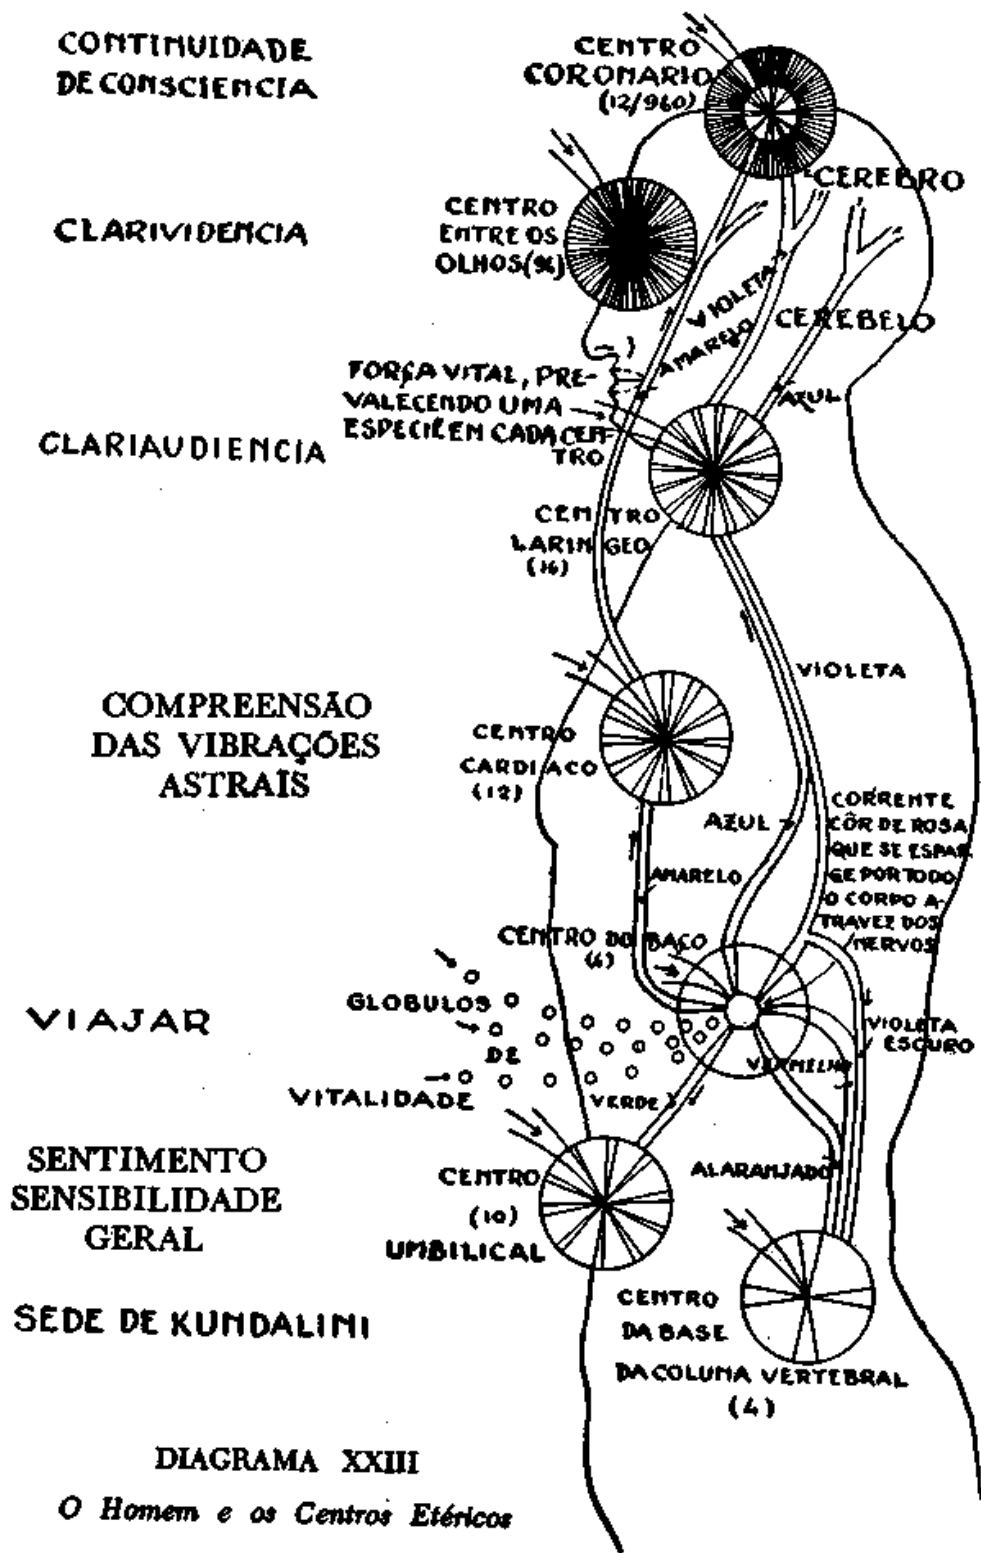 CONTINUIDADE
DE CONSCIENCIA
CENTRO
CORONARIO
(12/960)
CEREBRO
CLARIVIDENCIA
CENTRO
ENTRE OS
OLHOS (96)
VIOLETA
AMARELO
CEREBELO
AZUL
FORÇA VITAL, PRE-
VALECENDO UMA
ESPECIE EM CADA CEN-
TRO
CLARIAUDIENCIA
CENTRO
LARINGEO
(16)
VIOLETA
COMPREENSÃO
DAS VIBRAÇÕES
ASTRAIS
CENTRO
CARDIACO
(12)
AZUL
AMARELO
CORRENTE
CÔR DE ROSA
QUE SE ESPAR
GE POR TODO
O CORPO A-
TRAVEZ DOS
NERVOS
CENTRO DO BAÇO
(6)
VIAJAR
GLOBULOS
DE
VITALIDADE
VIOLETA
ESCURO
VERMELHO
VERDE
ALARANJADO
SENTIMENTO
SENSIBILIDADE
GERAL
CENTRO
(10)
UMBILICAL
SEDE DE KUNDALINI
CENTRO
DA BASE
DA COLUNA VERTEBRAL
(4)
DIAGRAMA XXIII
O Homem e os Centros Etéricos